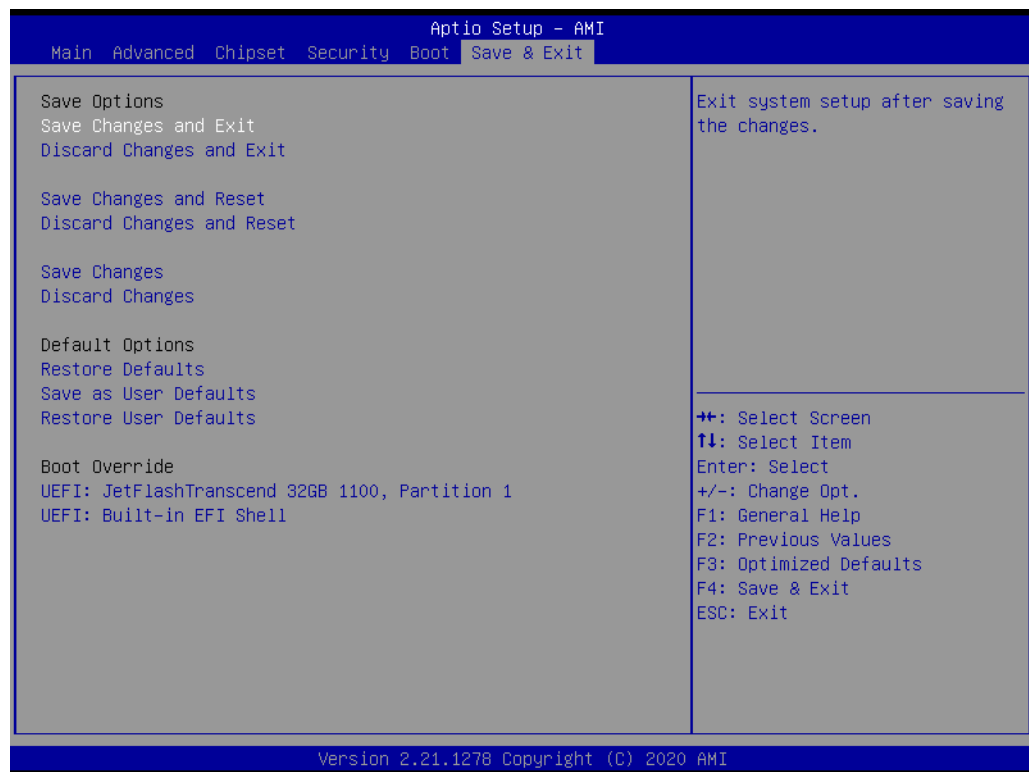 Aptio Setup – AMI
Main Advanced Chipset Security Boot Save & Exit
Save Options
Save Changes and Exit
Discard Changes and Exit
Save Changes and Reset
Discard Changes and Reset
Save Changes
Discard Changes
Default Options
Restore Defaults
Save as User Defaults
Restore User Defaults
Boot Override
UEFI: JetFlashTranscend 32GB 1100, Partition 1
UEFI: Built-in EFI Shell
Exit system setup after saving
the changes.
→←: Select Screen
↑↓: Select Item
Enter: Select
+/-: Change Opt.
F1: General Help
F2: Previous Values
F3: Optimized Defaults
F4: Save & Exit
ESC: Exit
Version 2.21.1278 Copyright (C) 2020 AMI